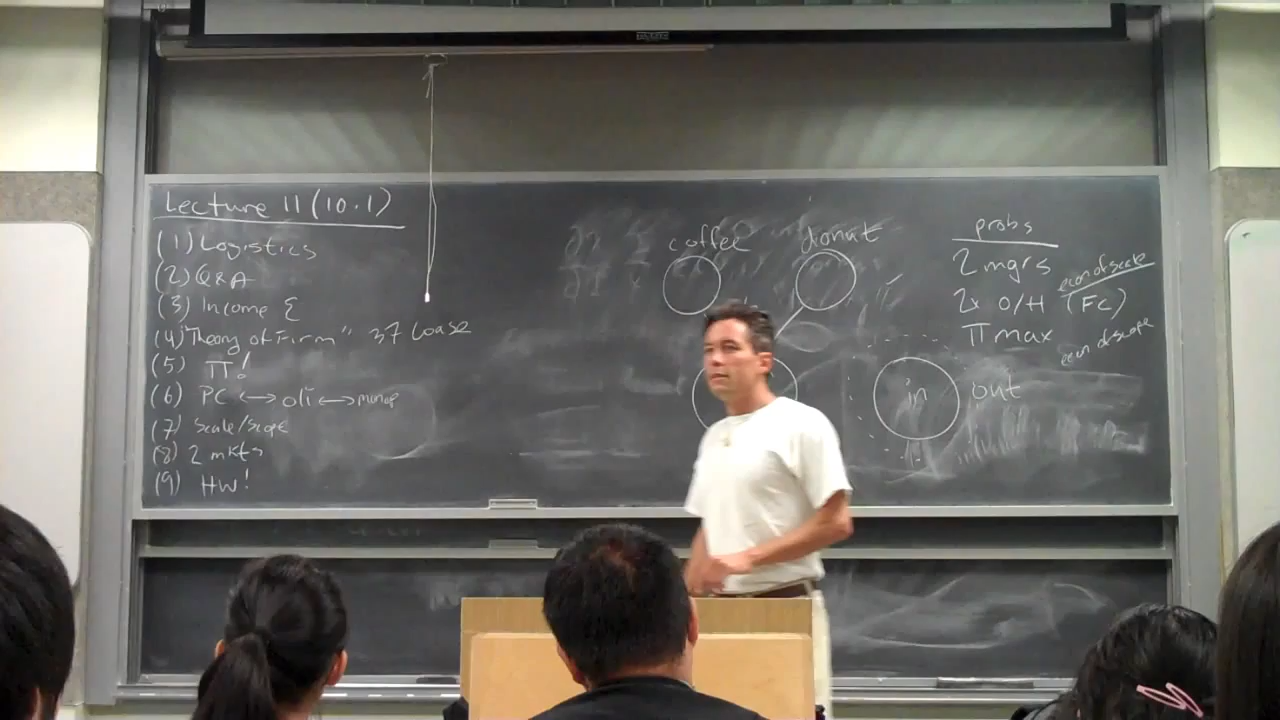 Lecture 11 (10.1)
(1) Logistics
(2) Q&A
(3) Income Σ
(4) "Theory of Firm" 37 Coase
(5) π!
(6) PC ↔ oli ↔ monop
(7) Scale/Scope
(8) 2 mkts
(9) HW!
coffee donut
in out
probs
2 mgrs
econ of scale
2x O/H (FC)
π max
econ of scope